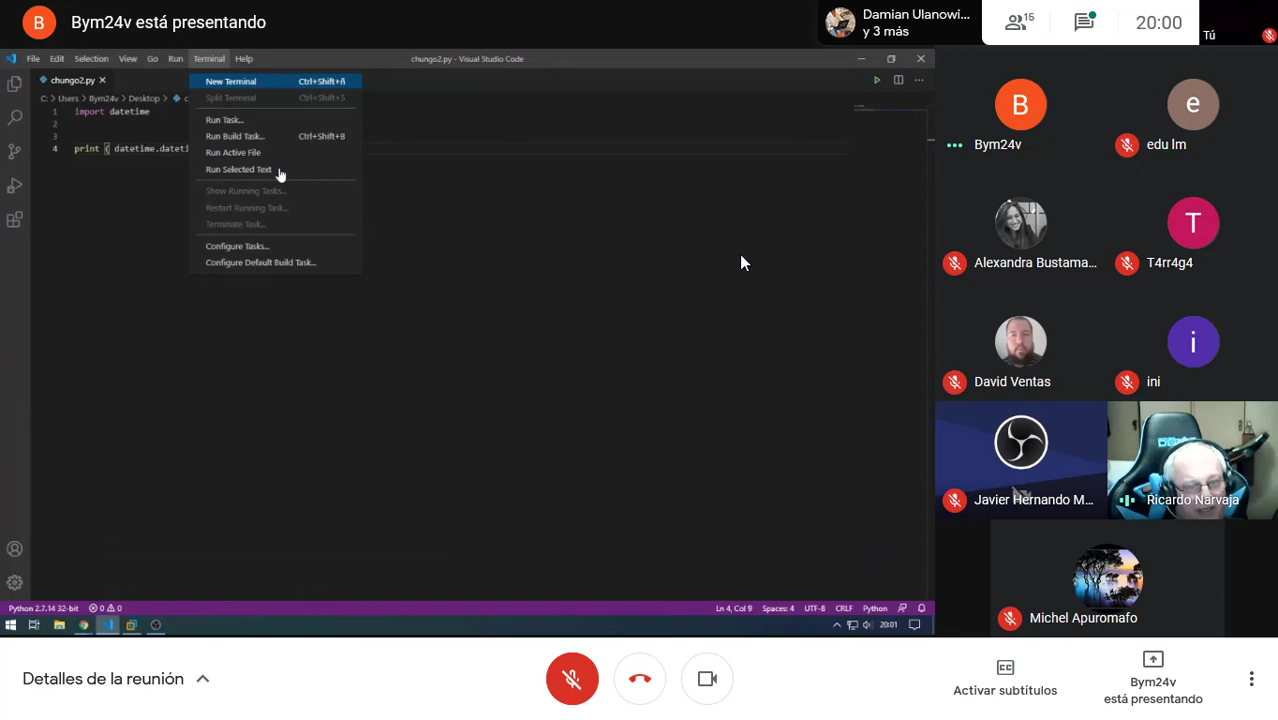 B
Bym24v está presentando
Damian Ulanowi...
y 3 más
15
20:00
Tú
File Edit Selection View Go Run Terminal Help
chungo2.py - Visual Studio Code
chungo2.py
C: > Users > Bym24v > Desktop > c
1 import datetime
2
3
4 print ( datetime.dateti
New Terminal Ctrl+Shift+ñ
Split Terminal Ctrl+Shift+5
Run Task...
Run Build Task... Ctrl+Shift+B
Run Active File
Run Selected Text
Show Running Tasks...
Restart Running Task...
Terminate Task...
Configure Tasks...
Configure Default Build Task...
Python 2.7.14 32-bit 0 0
Ln 4, Col 9 Spaces: 4 UTF-8 CRLF Python
20:01
B
Bym24v
e
edu lm
Alexandra Bustama...
T
T4rr4g4
David Ventas
i
ini
Javier Hernando M...
Ricardo Narvaja
Michel Apuromafo
Detalles de la reunión
CC
Activar subtítulos
Bym24v
está presentando